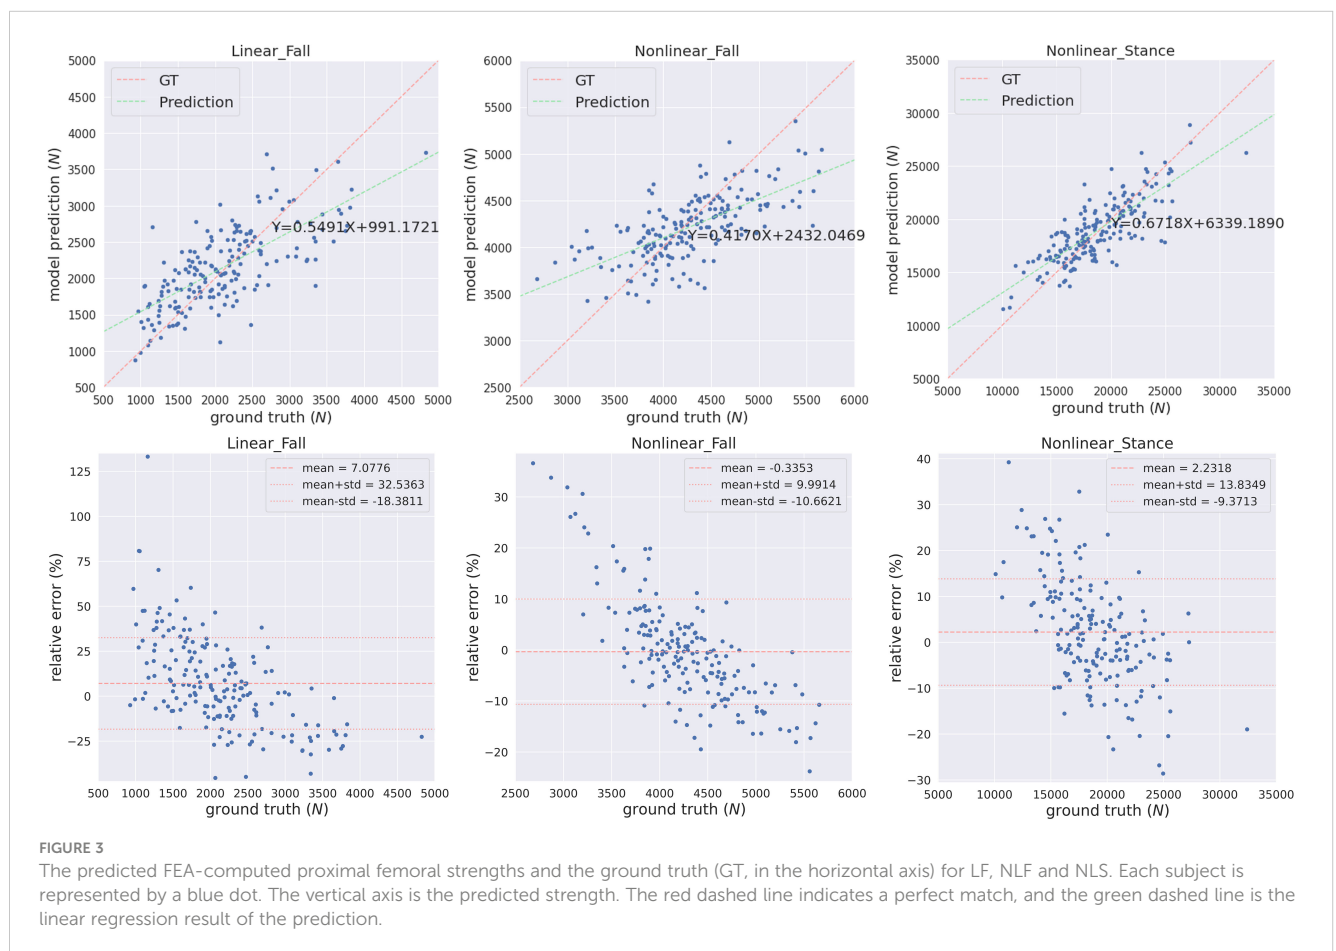 Linear_Fall
5000
4500
4000
3500
3000
2500
2000
1500
1000
500
model prediction (N)
GT
Prediction
Y=0.5491X+991.1721
500 1000 1500 2000 2500 3000 3500 4000 4500 5000
ground truth (N)
Nonlinear_Fall
6000
5500
5000
4500
4000
3500
3000
2500
model prediction (N)
GT
Prediction
Y=0.4170X+2432.0469
2500 3000 3500 4000 4500 5000 5500 6000
ground truth (N)
Nonlinear_Stance
35000
30000
25000
20000
15000
10000
5000
model prediction (N)
GT
Prediction
Y=0.6718X+6339.1890
5000 10000 15000 20000 25000 30000 35000
ground truth (N)
Linear_Fall
125
100
75
50
25
0
−25
relative error (%)
mean = 7.0776
mean+std = 32.5363
mean-std = -18.3811
500 1000 1500 2000 2500 3000 3500 4000 4500 5000
ground truth (N)
Nonlinear_Fall
30
20
10
0
−10
−20
relative error (%)
mean = -0.3353
mean+std = 9.9914
mean-std = -10.6621
2500 3000 3500 4000 4500 5000 5500 6000
ground truth (N)
Nonlinear_Stance
40
30
20
10
0
−10
−20
−30
relative error (%)
mean = 2.2318
mean+std = 13.8349
mean-std = -9.3713
5000 10000 15000 20000 25000 30000 35000
ground truth (N)
FIGURE 3
The predicted FEA-computed proximal femoral strengths and the ground truth (GT, in the horizontal axis) for LF, NLF and NLS. Each subject is
represented by a blue dot. The vertical axis is the predicted strength. The red dashed line indicates a perfect match, and the green dashed line is the
linear regression result of the prediction.